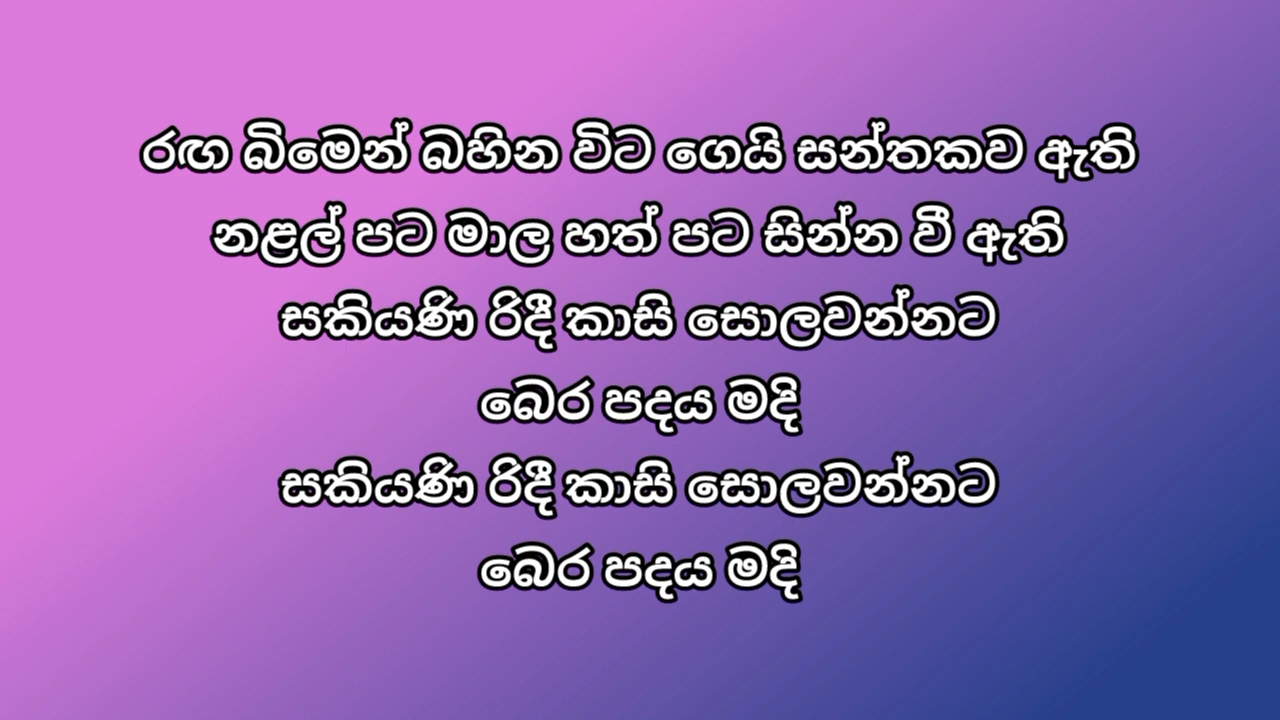 රඟ බිමෙන් බහින විට ගෙයි සන්තකව ඇති
නළල් පට මාල හත් පට සින්න වී ඇති
සකියණි රිදී කාසි සොලවන්නට
බෙර පදය මදි
සකියණි රිදී කාසි සොලවන්නට
බෙර පදය මදි